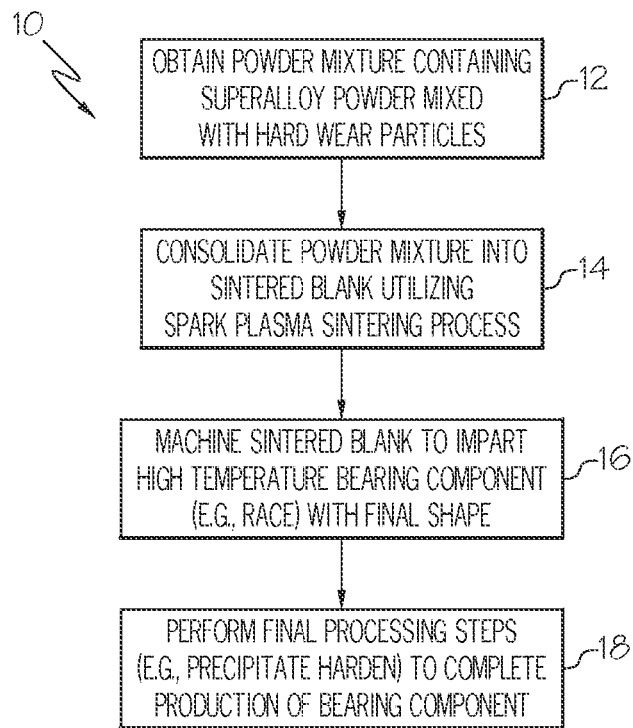 10
OBTAIN POWDER MIXTURE CONTAINING
SUPERALLOY POWDER MIXED
WITH HARD WEAR PARTICLES
12
CONSOLIDATE POWDER MIXTURE INTO
SINTERED BLANK UTILIZING
SPARK PLASMA SINTERING PROCESS
14
MACHINE SINTERED BLANK TO IMPART
HIGH TEMPERATURE BEARING COMPONENT
(E.G., RACE) WITH FINAL SHAPE
16
PERFORM FINAL PROCESSING STEPS
(E.G., PRECIPITATE HARDEN) TO COMPLETE
PRODUCTION OF BEARING COMPONENT
18